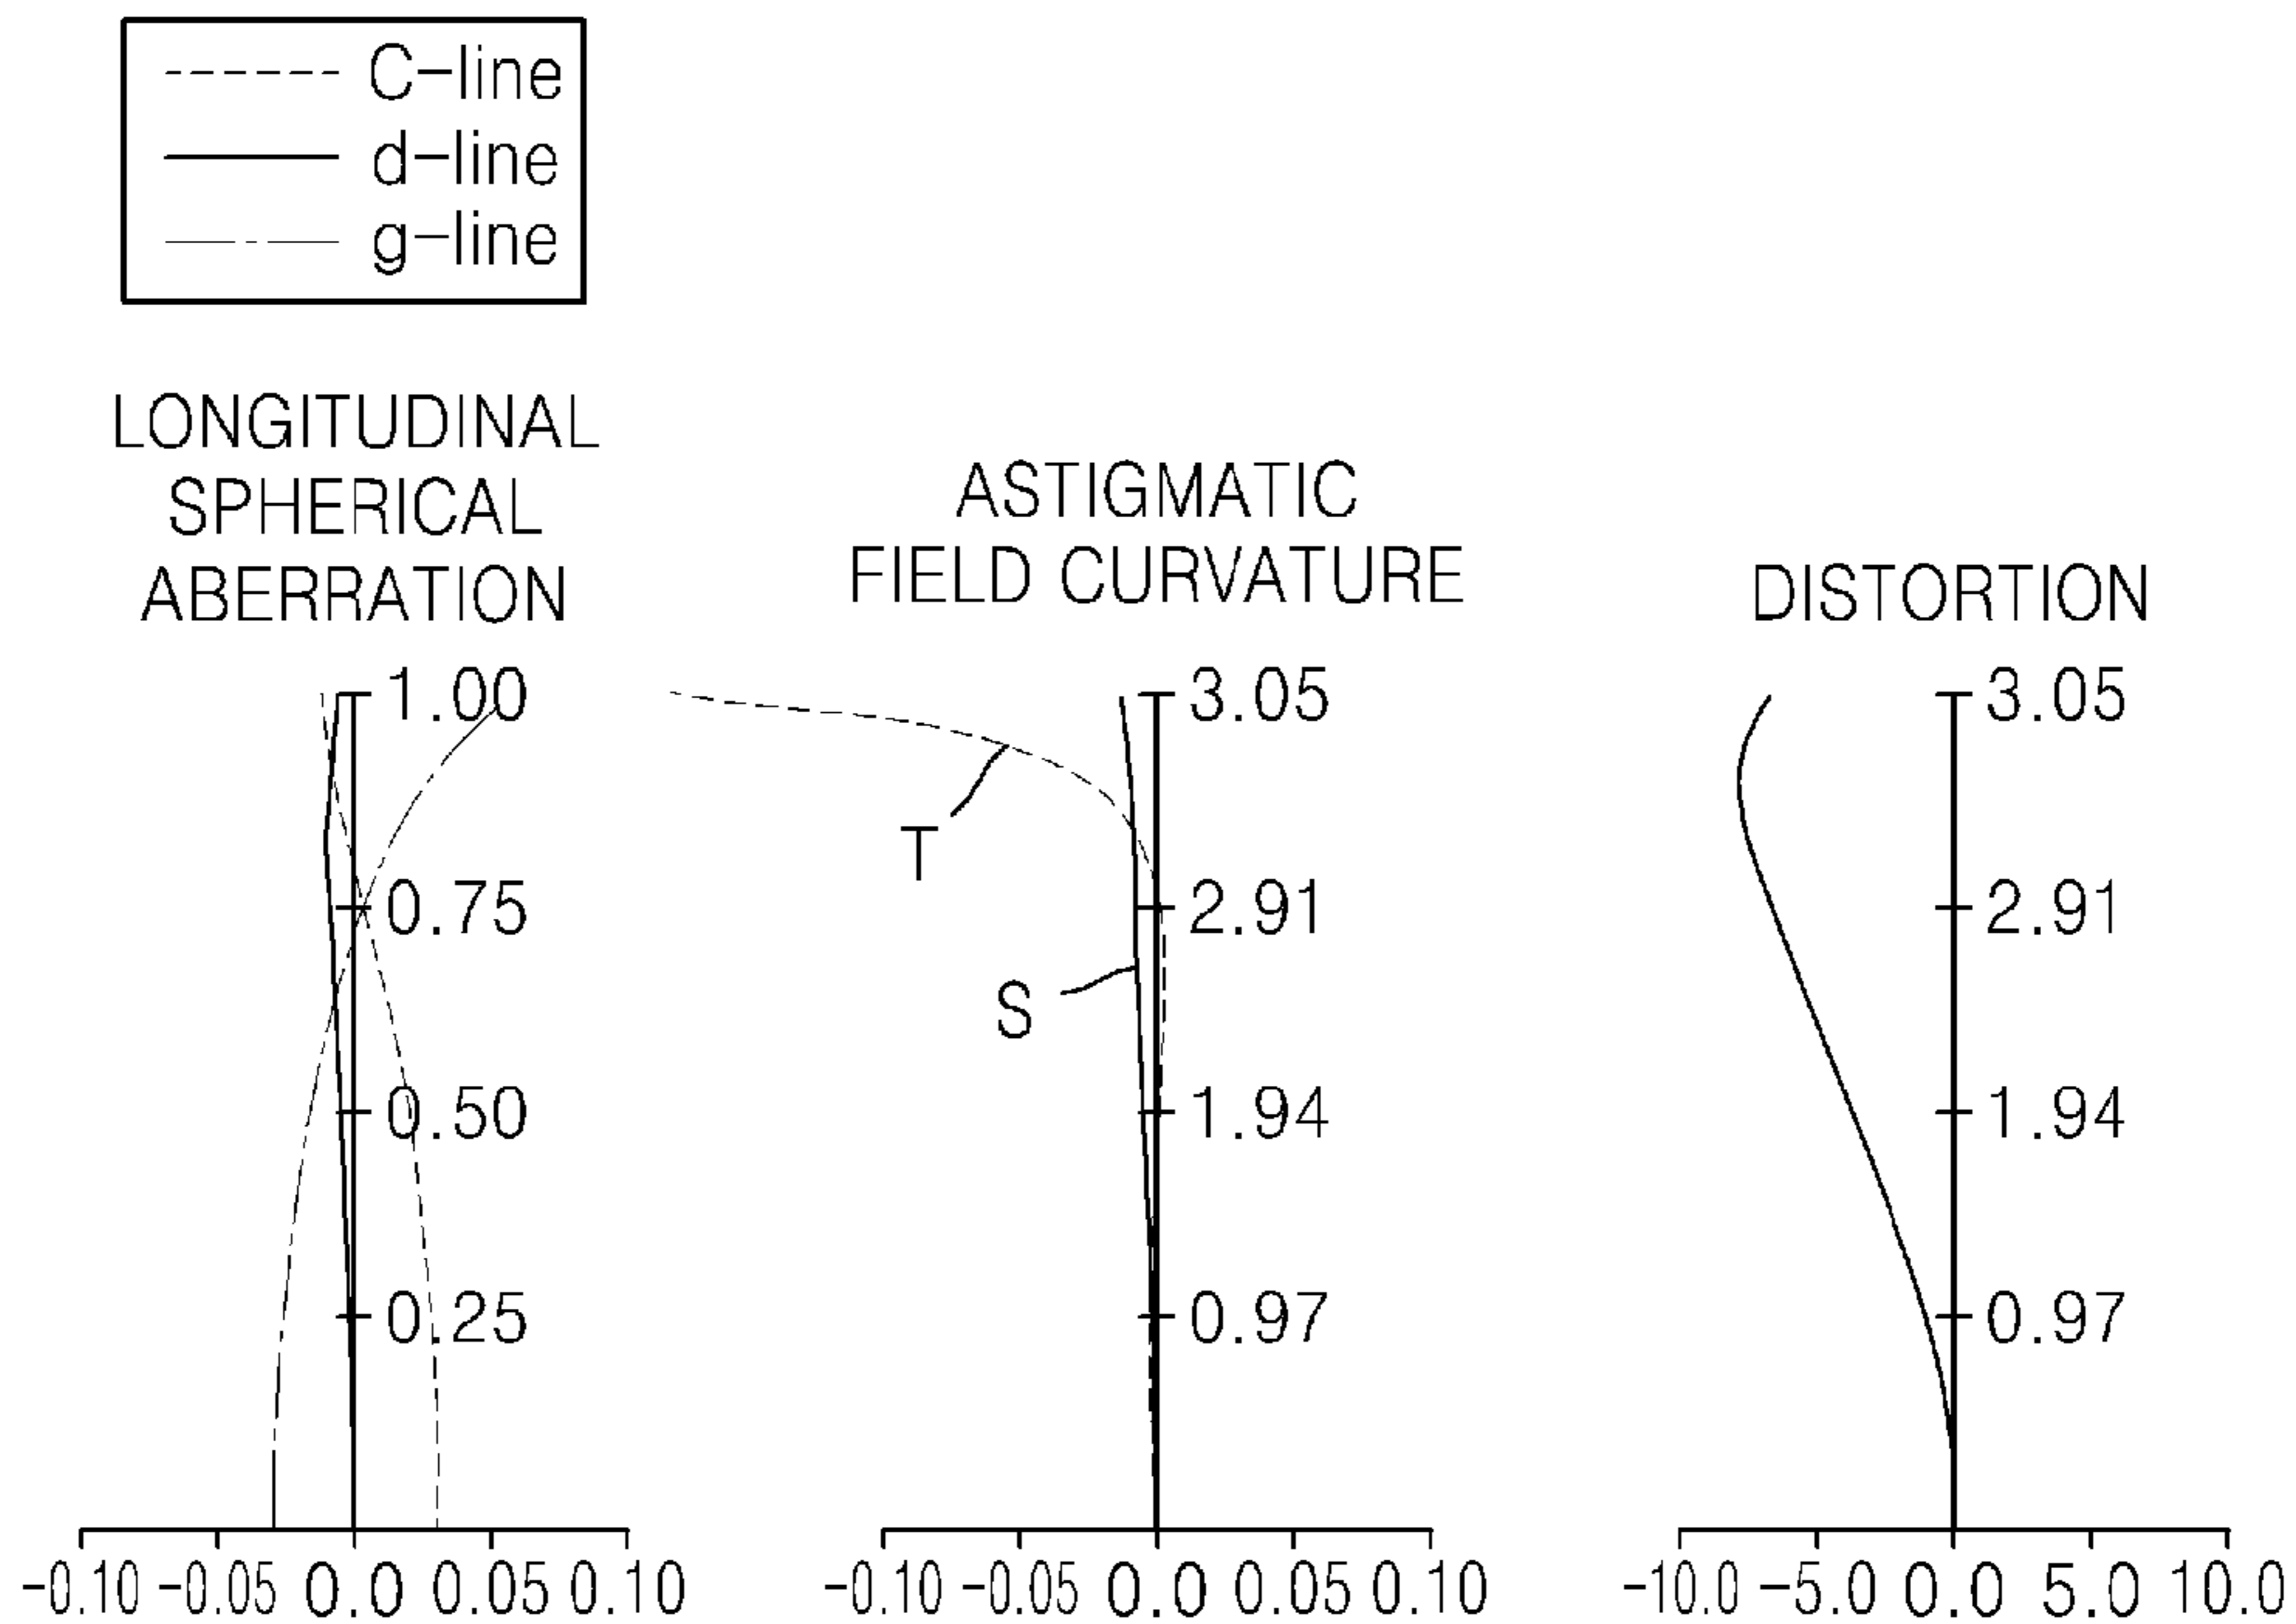 C-line
d-line
g-line
LONGITUDINAL
SPHERICAL
ABERRATION
1.00
0.75
0.50
0.25
-0.10 -0.05 0.0 0.05 0.10
ASTIGMATIC
FIELD CURVATURE
3.05
T
2.91
S
1.94
0.97
-0.10 -0.05 0.0 0.05 0.10
DISTORTION
3.05
2.91
1.94
0.97
-10.0 -5.0 0.0 5.0 10.0